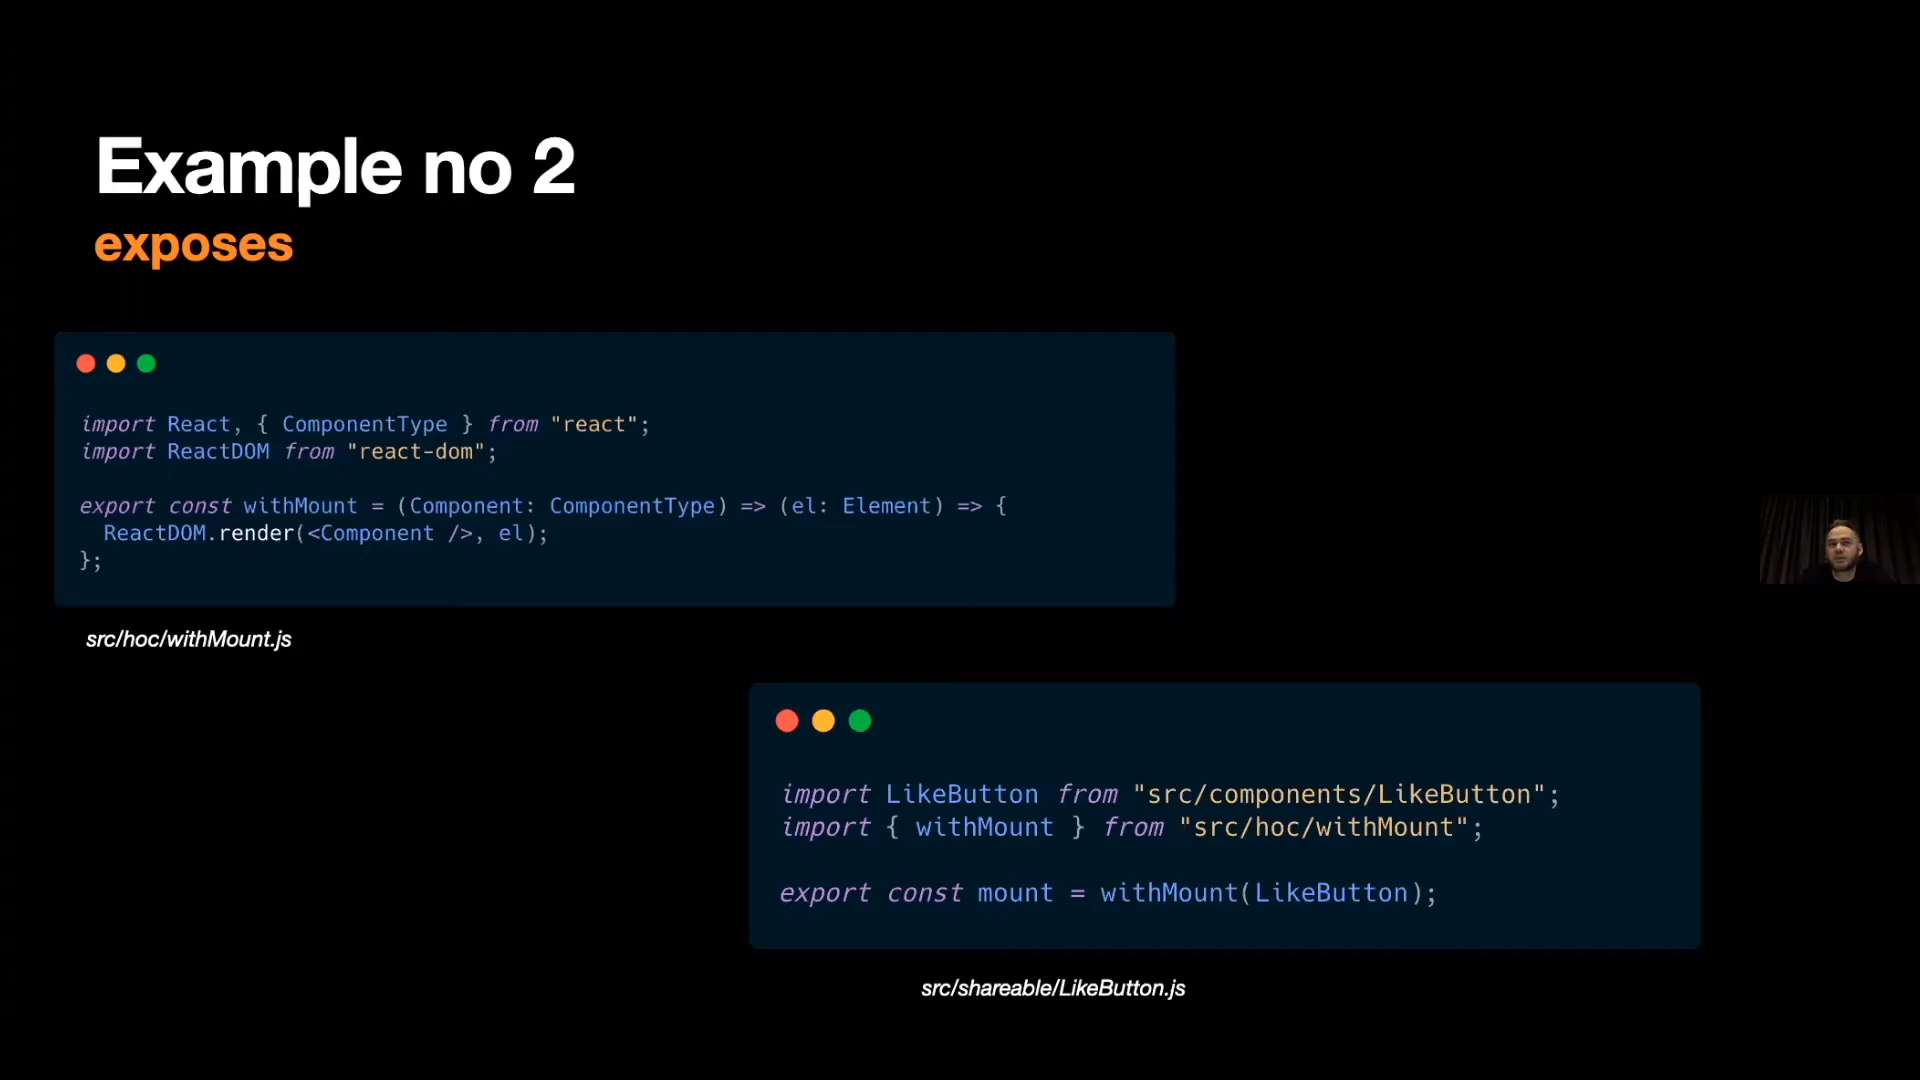 Example no 2
exposes
import React, { ComponentType } from "react";
import ReactDOM from "react-dom";
export const withMount = (Component: ComponentType) => (el: Element) => {
ReactDOM.render(<Component />, el);
};
src/hoc/withMount.js
import LikeButton from "src/components/LikeButton";
import { withMount } from "src/hoc/withMount";
export const mount = withMount(LikeButton);
src/shareable/LikeButton.js